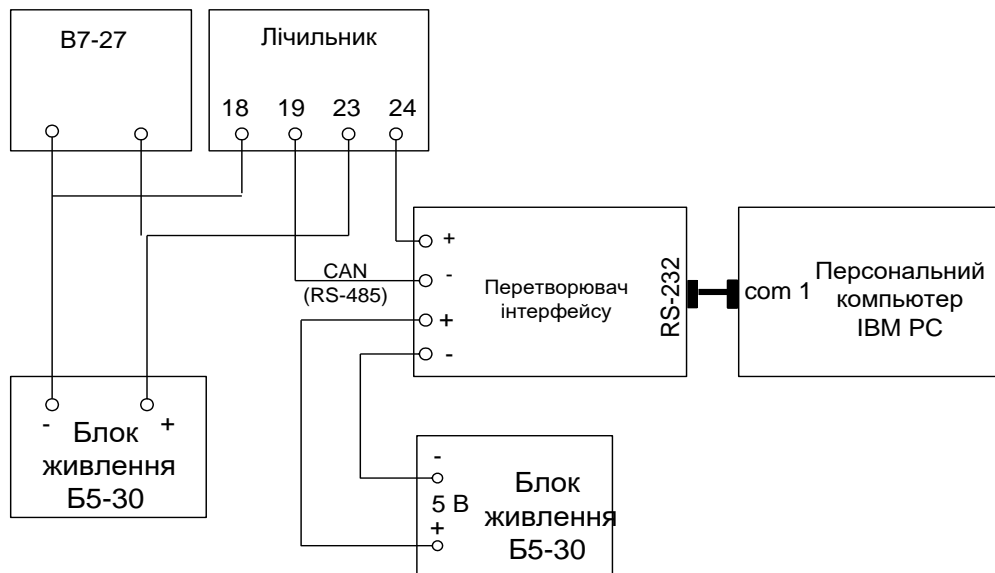 В7-27
Лічильник
18 19 23 24
+
-
CAN
(RS-485)
+
-
Перетворювач
інтерфейсу
RS-232
com 1
Персональний
компьютер
IBM PC
- +
Блок
живлення
Б5-30
-
5 В
+
Блок
живлення
Б5-30